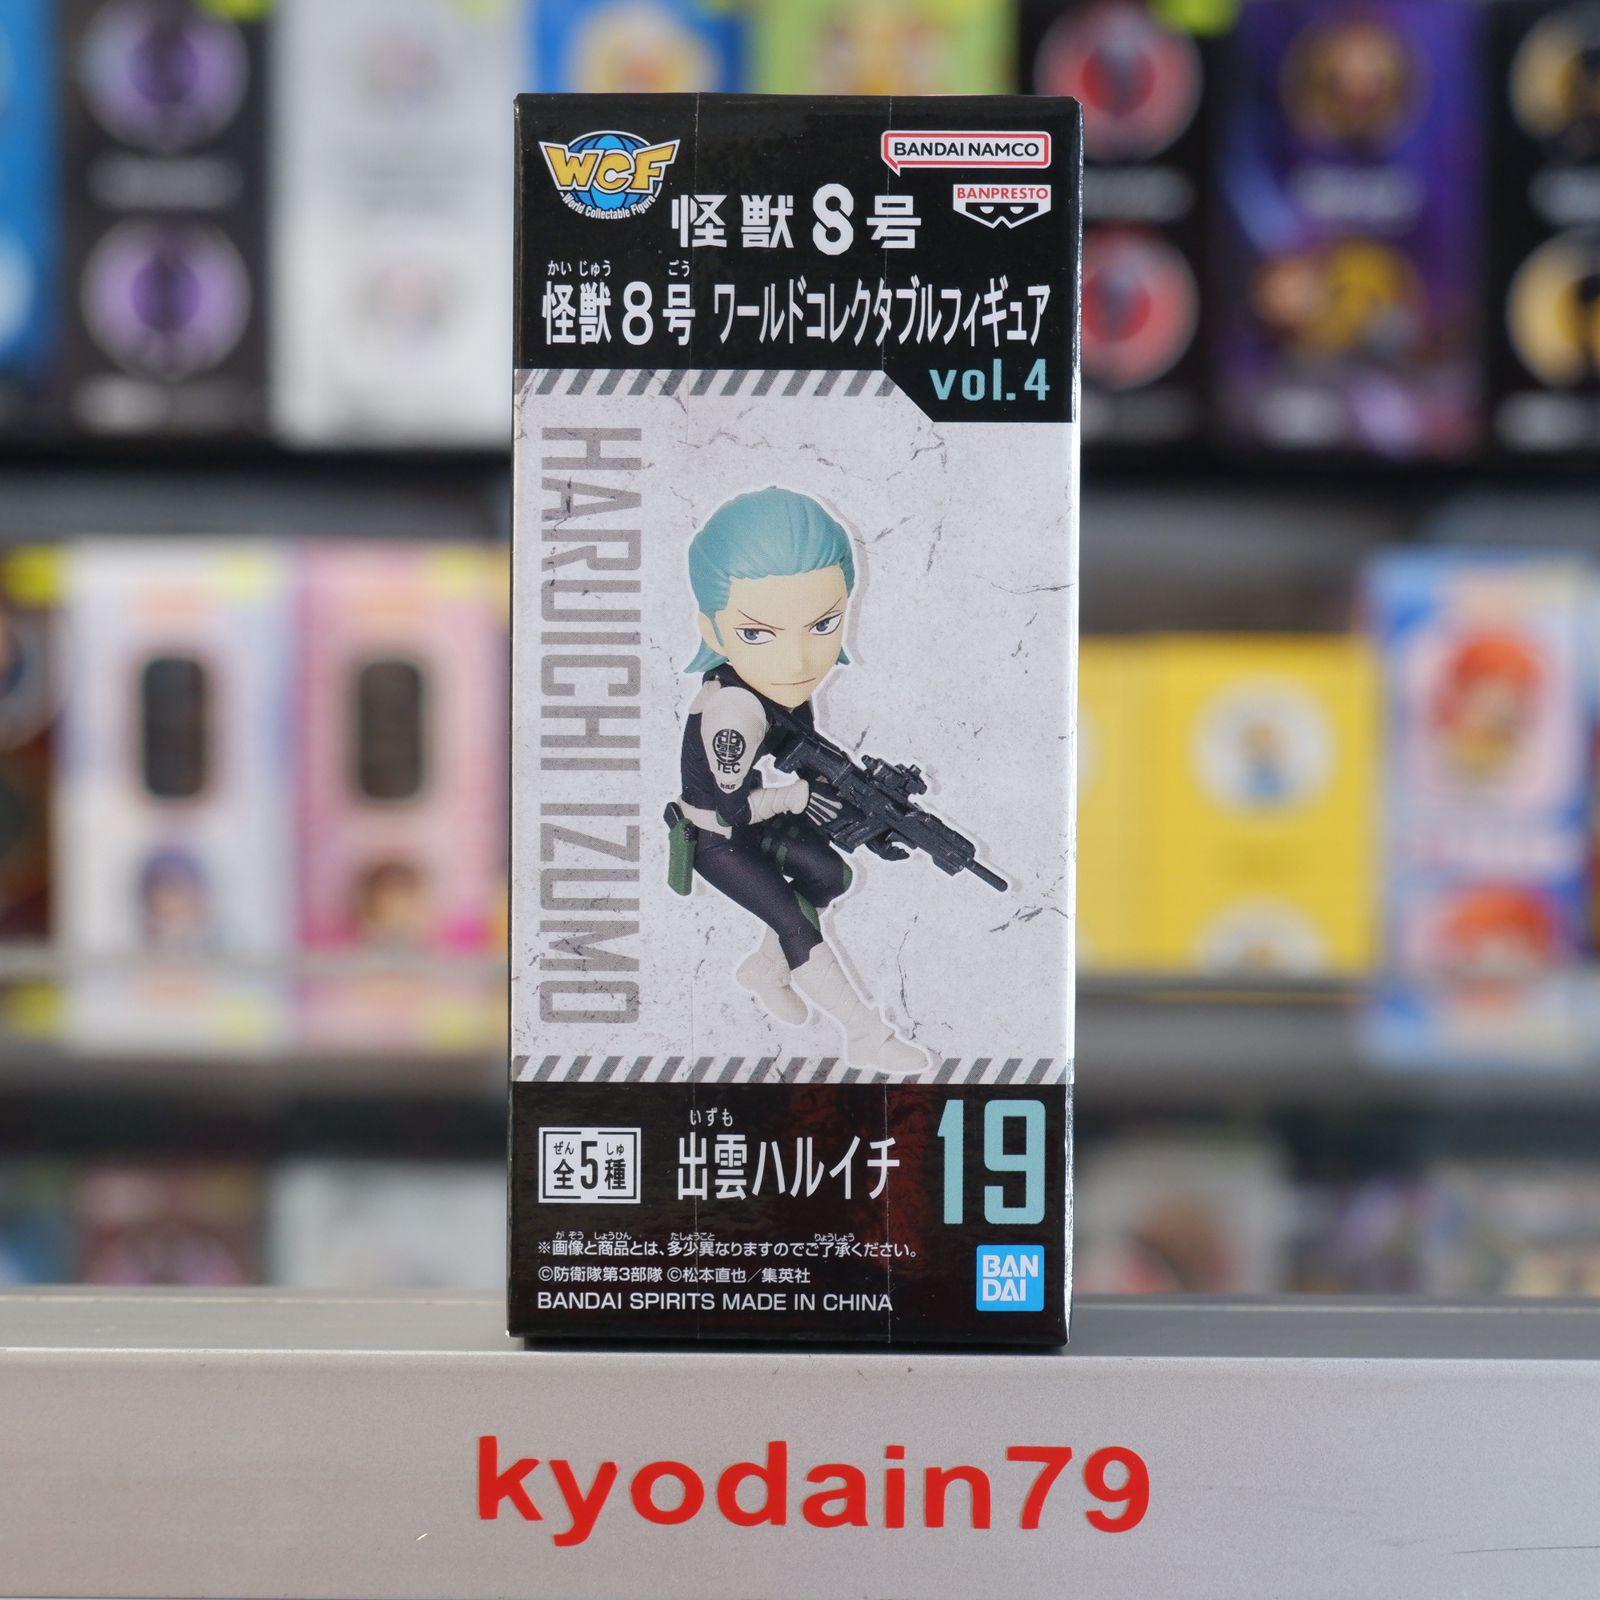 WCF
World Collectable Figure
BANDAI NAMCO
BANPRESTO
怪獣8号
かいじゅう ごう
怪獣8号 ワールドコレクタブルフィギュア
vol.4
HARUICHI IZUMO
TEC
ぜん しゅ
全5種
いずも
出雲ハルイチ
19
がぞう しょうひん たしょうこと りょうしょう
※画像と商品とは、多少異なりますのでご了承ください。
©防衛隊第3部隊 ©松本直也／集英社
BANDAI SPIRITS MADE IN CHINA
BAN
DAI
kyodain79